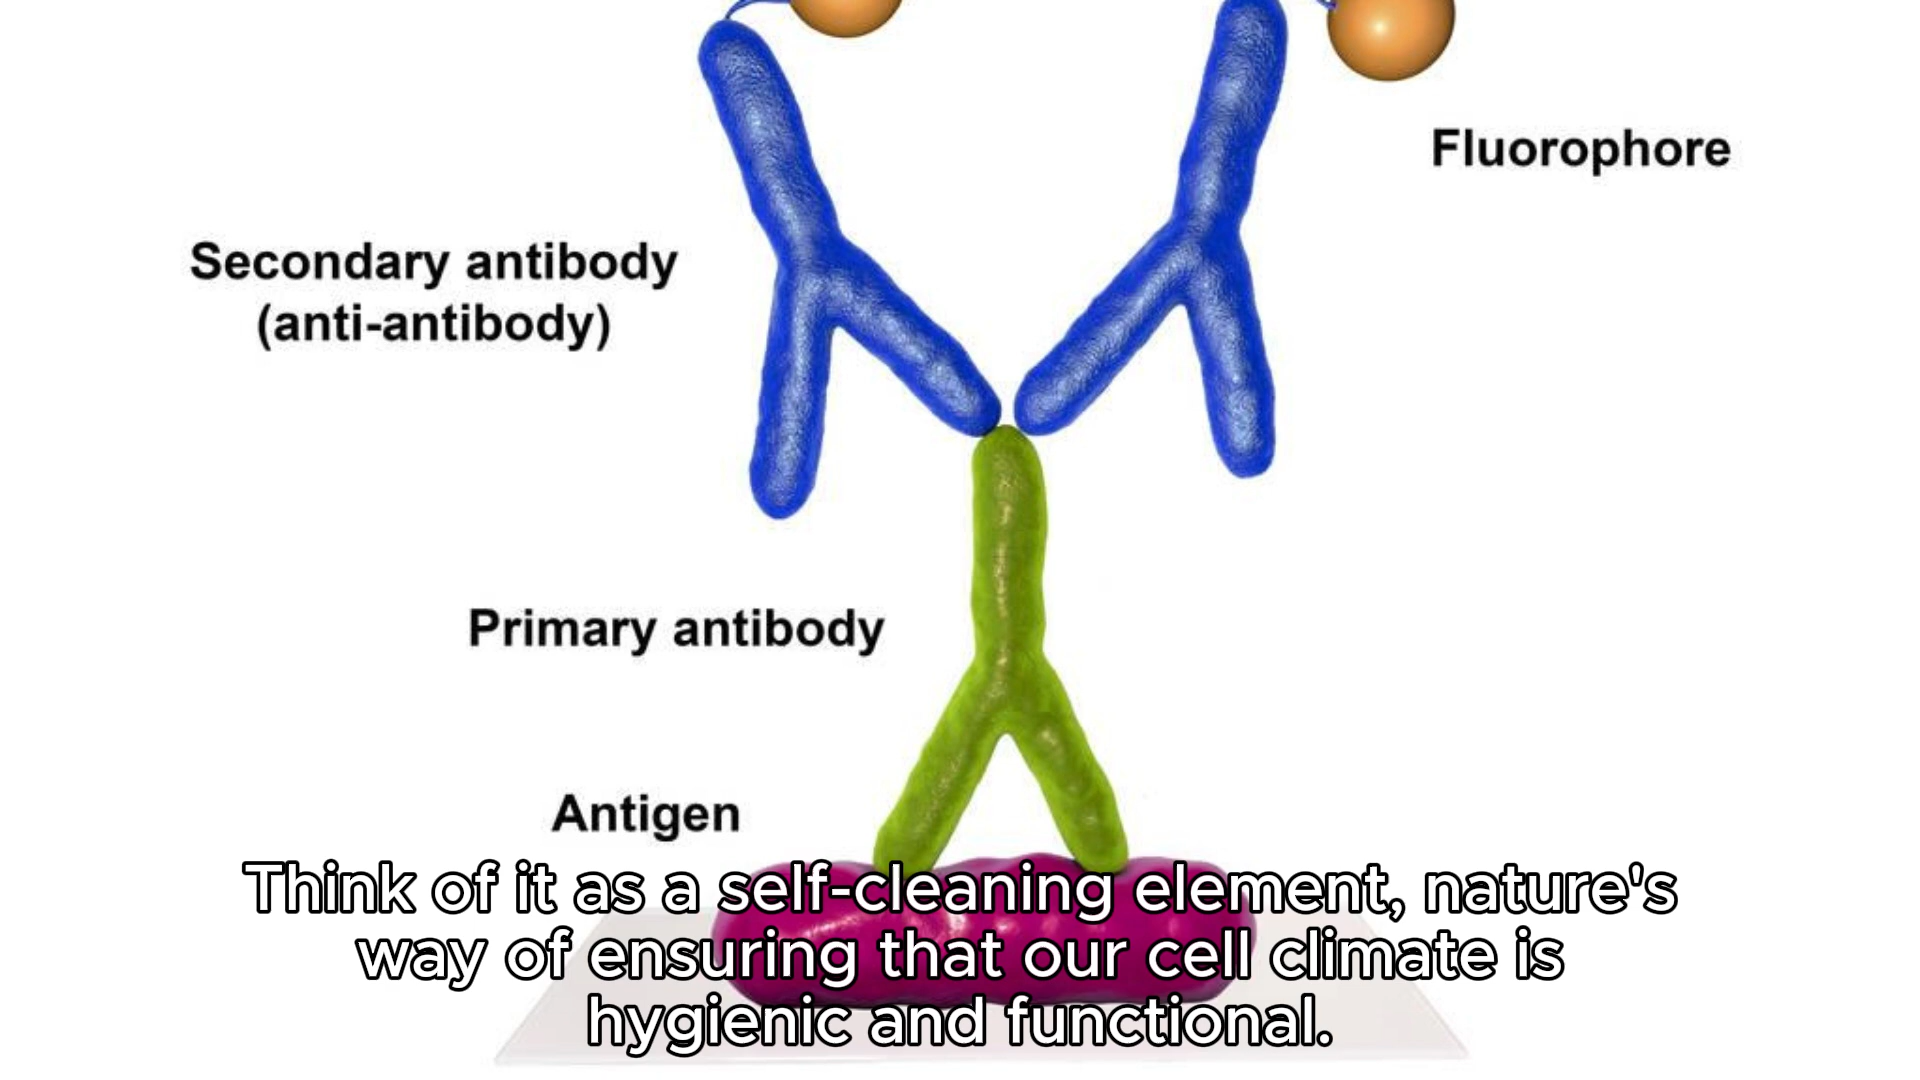 Fluorophore
Secondary antibody
(anti-antibody)
Primary antibody
Antigen
Think of it as a self-cleaning element, nature's
way of ensuring that our cell climate is
hygienic and functional.